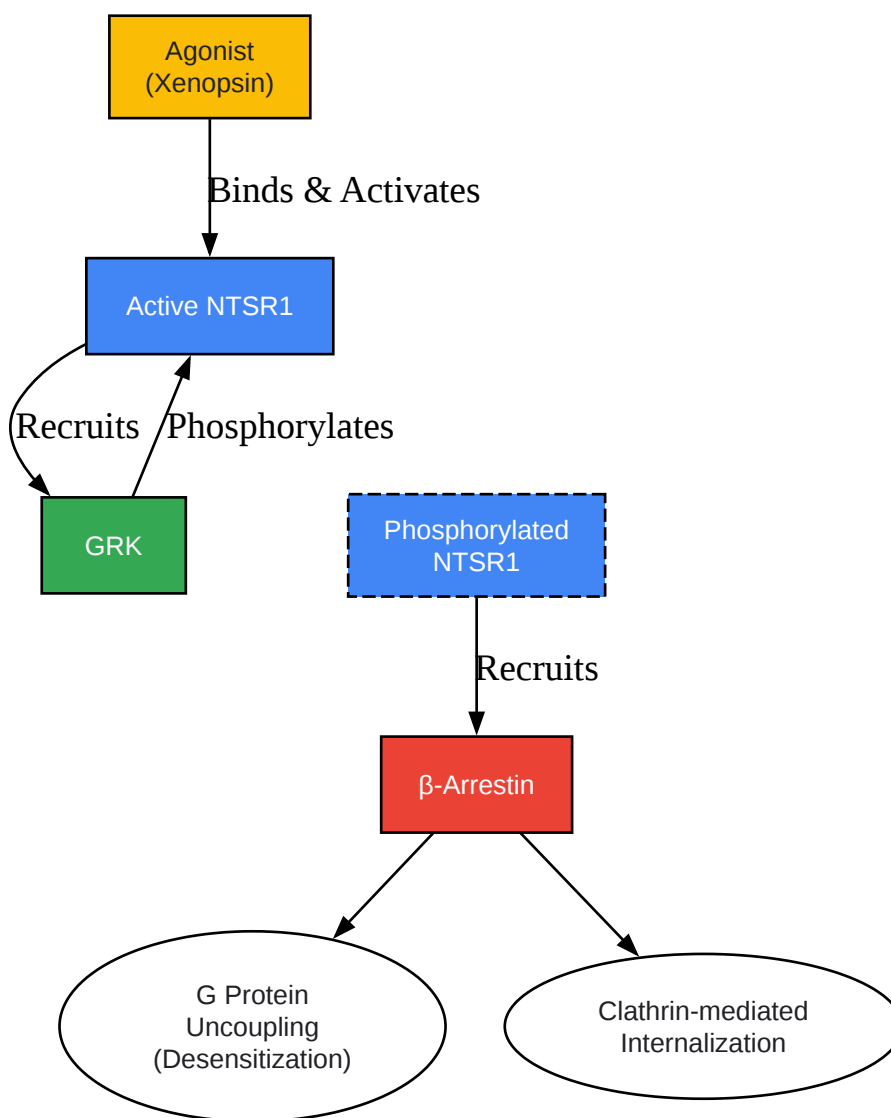 Agonist
(Xenopsin)
Binds & Activates
Active NTSR1
Recruits
Phosphorylates
GRK
Phosphorylated
NTSR1
Recruits
β-Arrestin
G Protein
Uncoupling
(Desensitization)
Clathrin-mediated
Internalization